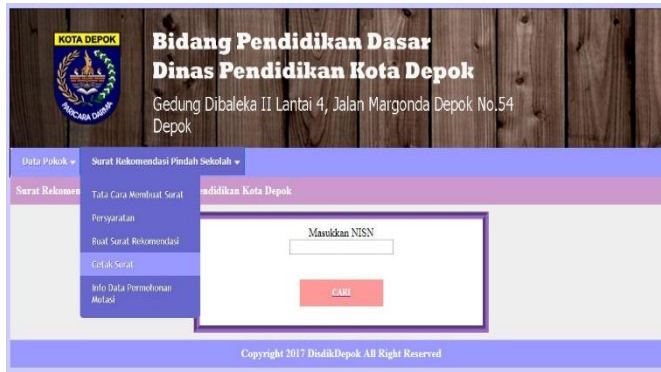 KOTA DEPOK
PARICARA DARMA
Bidang Pendidikan Dasar
Dinas Pendidikan Kota Depok
Gedung Dibaleka II Lantai 4, Jalan Margonda Depok No.54
Depok
Data Pokok
Surat Rekomendasi Pindah Sekolah
Surat Rekomen
endidikan Kota Depok
Tata Cara Membuat Surat
Persyaratan
Buat Surat Rekomendasi
Cetak Surat
Info Data Permohonan
Mutasi
Masukkan NISN
CARI
Copyright 2017 DisdikDepok All Right Reserved